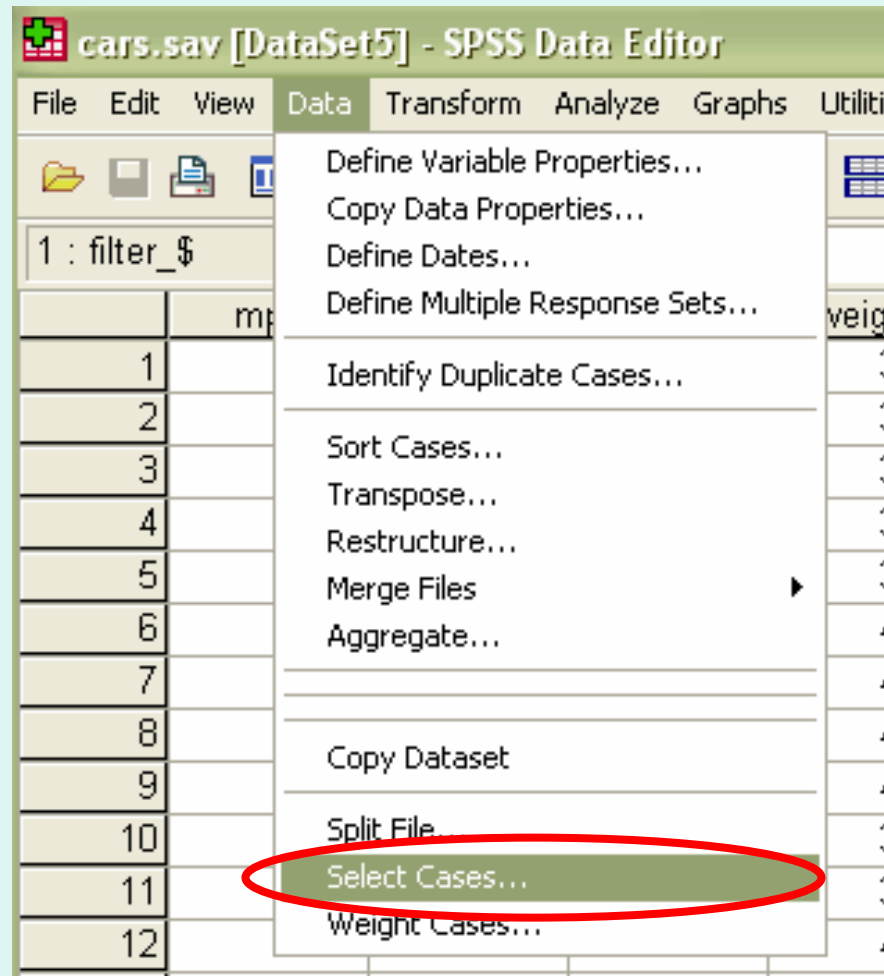 cars.sav [DataSet5] - SPSS Data Editor
File Edit View Data Transform Analyze Graphs Utiliti
Define Variable Properties...
Copy Data Properties...
1 : filter_$
Define Dates...
Define Multiple Response Sets...
mp
veig
1
Identify Duplicate Cases...
2
Sort Cases...
3
Transpose...
4
Restructure...
5
Merge Files
6
Aggregate...
7
8
Copy Dataset
9
10
Split File...
11
Select Cases...
12
Weight Cases...